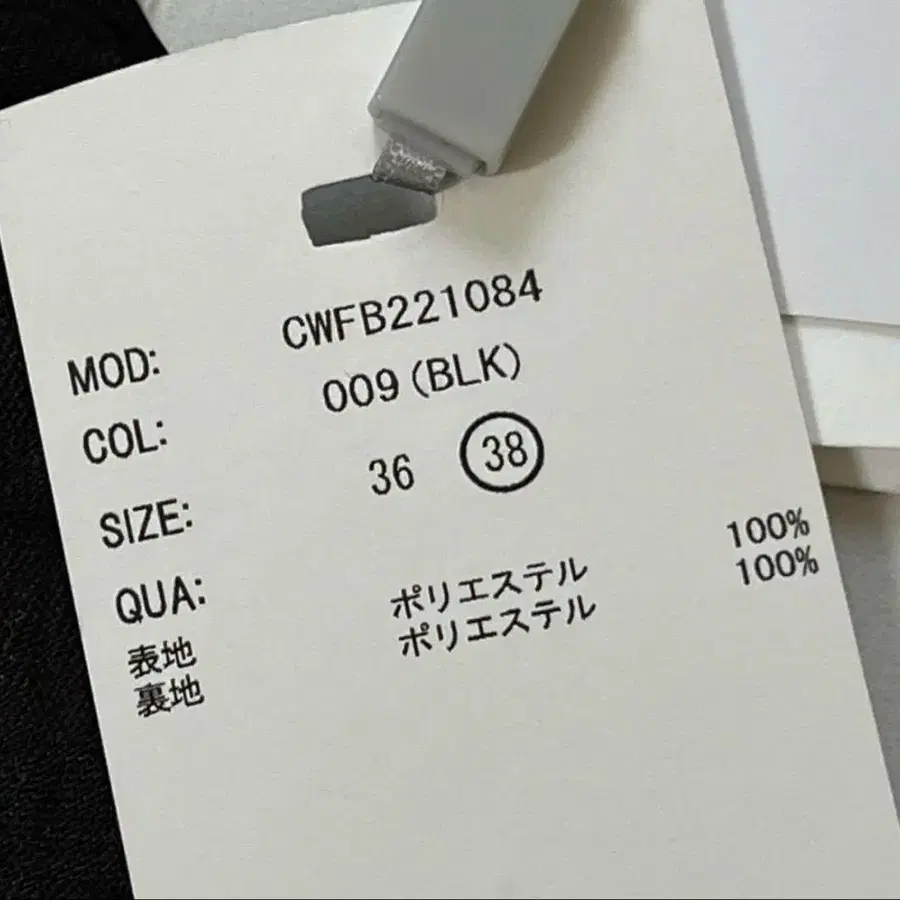 MOD: CWFB221084
COL: 009(BLK)
SIZE: 36 38
QUA:
表地 ポリエステル 100%
裏地 ポリエステル 100%